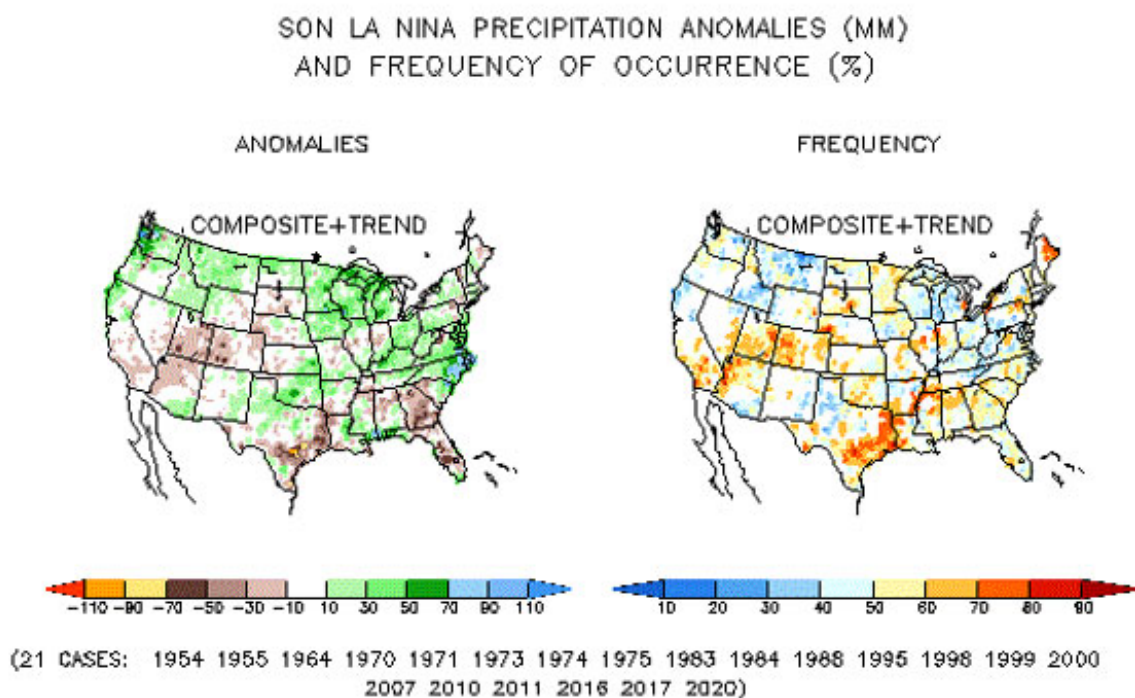 SON LA NINA PRECIPITATION ANOMALIES (MM)
AND FREQUENCY OF OCCURRENCE (%)
ANOMALIES
FREQUENCY
COMPOSITE+TREND
COMPOSITE+TREND
-110 -90 -70 -50 -30 -10 10 30 50 70 90 110
10 20 30 40 50 60 70 80 90
(21 CASES: 1954 1955 1964 1970 1971 1973 1974 1975 1983 1984 1988 1995 1998 1999 2000
2007 2010 2011 2016 2017 2020)